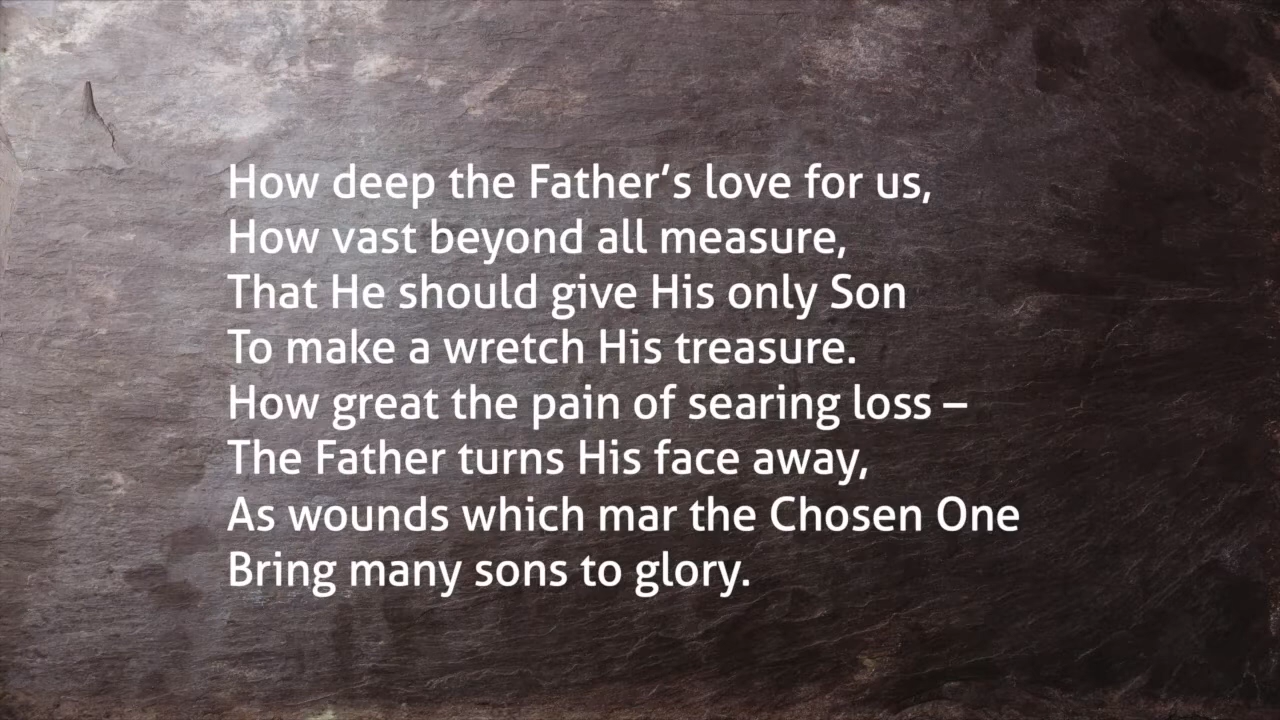 How deep the Father’s love for us,
How vast beyond all measure,
That He should give His only Son
To make a wretch His treasure.
How great the pain of searing loss –
The Father turns His face away,
As wounds which mar the Chosen One
Bring many sons to glory.